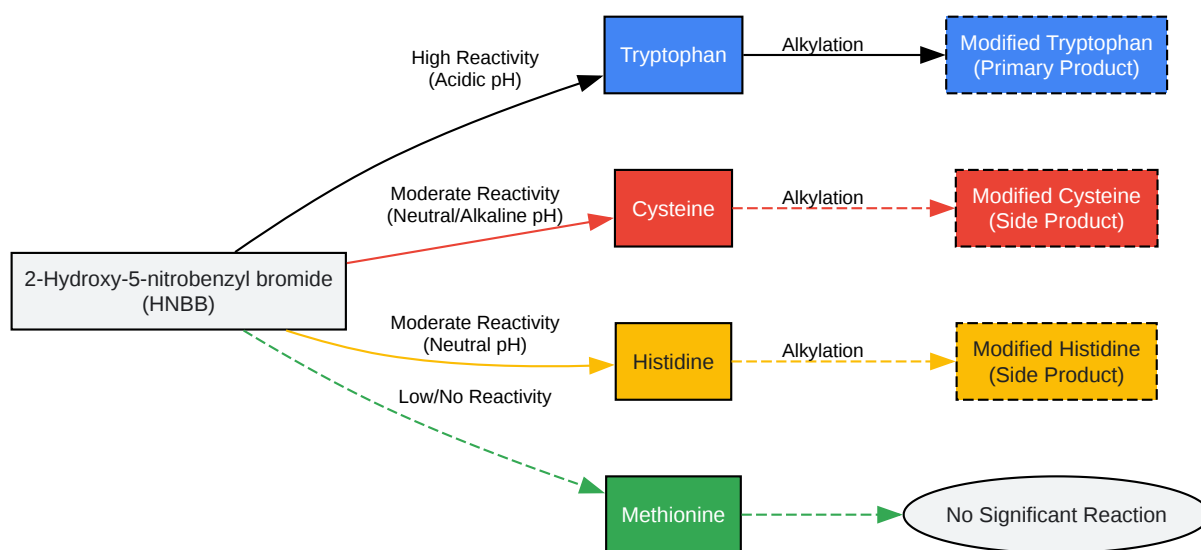 High Reactivity
(Acidic pH)
Tryptophan
Alkylation
Modified Tryptophan
(Primary Product)
Moderate Reactivity
(Neutral/Alkaline pH)
Cysteine
Alkylation
Modified Cysteine
(Side Product)
2-Hydroxy-5-nitrobenzyl bromide
(HNBB)
Moderate Reactivity
(Neutral pH)
Histidine
Alkylation
Modified Histidine
(Side Product)
Low/No Reactivity
Methionine
No Significant Reaction